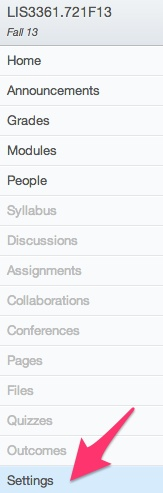 LIS3361.721F13
Fall 13
Home
Announcements
Grades
Modules
People
Syllabus
Discussions
Assignments
Collaborations
Conferences
Pages
Files
Quizzes
Outcomes
Settings